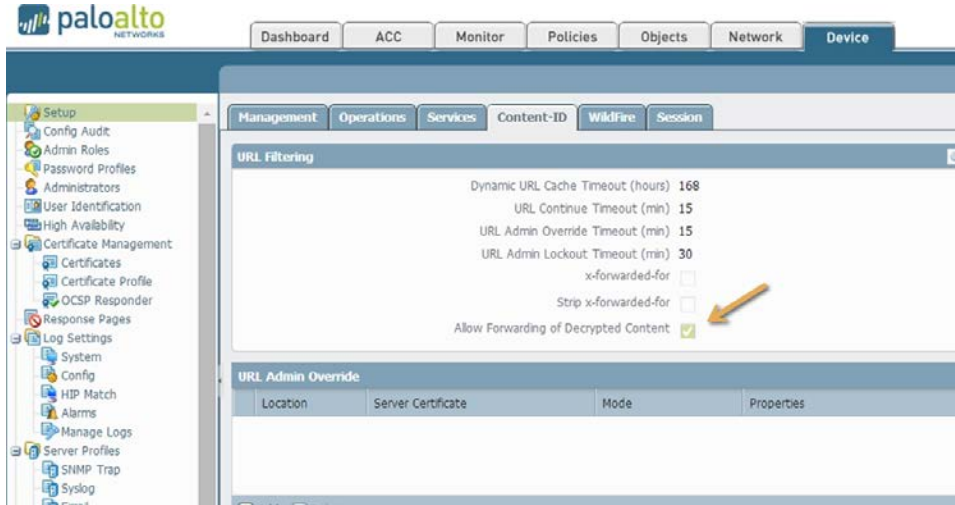 paloalto
NETWORKS
Dashboard ACC Monitor Policies Objects Network Device
Setup
Config Audit
Admin Roles
Password Profiles
Administrators
User Identification
High Availability
Certificate Management
Certificates
Certificate Profile
OCSP Responder
Response Pages
Log Settings
System
Config
HIP Match
Alarms
Manage Logs
Server Profiles
SNMP Trap
Syslog
Management Operations Services Content-ID WildFire Session
URL Filtering
Dynamic URL Cache Timeout (hours) 168
URL Continue Timeout (min) 15
URL Admin Override Timeout (min) 15
URL Admin Lockout Timeout (min) 30
x-forwarded-for
Strip x-forwarded-for
Allow Forwarding of Decrypted Content
URL Admin Override
Location Server Certificate Mode Properties